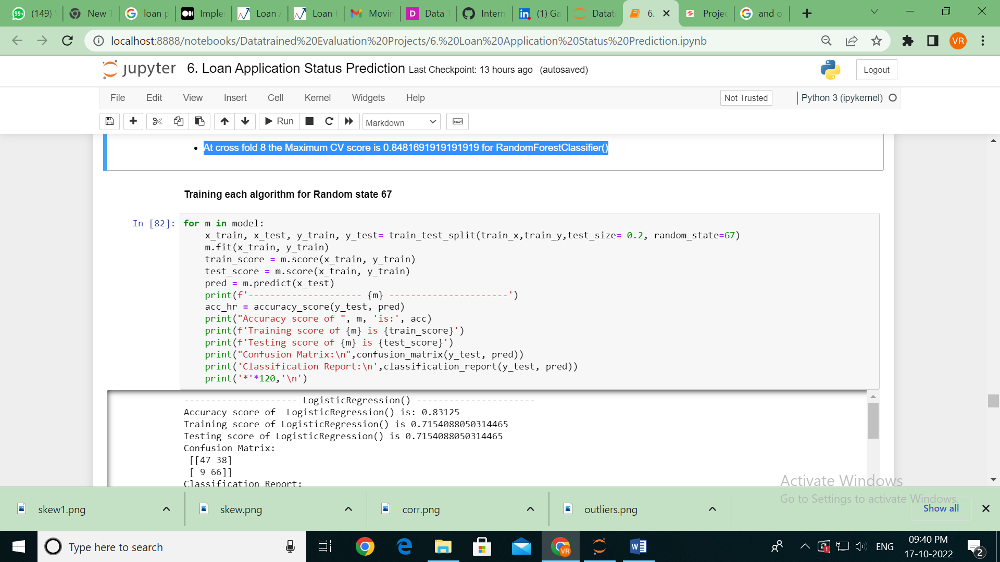 (149)
New T
loan p
Imple
Loan A
Loan
Movin
Data T
Intern
(1) Ga
Datat
6.
Projec
and o
localhost:8888/notebooks/Datatrained%20Evaluation%20Projects/6.%20Loan%20Application%20Status%20Prediction.ipynb
VR
jupyter 6. Loan Application Status Prediction Last Checkpoint: 13 hours ago (autosaved)
Logout
File Edit View Insert Cell Kernel Widgets Help
Not Trusted
Python 3 (ipykernel)
Run
Markdown
• At cross fold 8 the Maximum CV score is 0.8481691919191919 for RandomForestClassifier()
Training each algorithm for Random state 67
In [82]: for m in model:
x_train, x_test, y_train, y_test= train_test_split(train_x,train_y,test_size= 0.2, random_state=67)
m.fit(x_train, y_train)
train_score = m.score(x_train, y_train)
test_score = m.score(x_train, y_train)
pred = m.predict(x_test)
print(f'--------------------- {m} ----------------------')
acc_hr = accuracy_score(y_test, pred)
print("Accuracy score of ", m, 'is:', acc)
print(f'Training score of {m} is {train_score}')
print(f'Testing score of {m} is {test_score}')
print("Confusion Matrix:\n",confusion_matrix(y_test, pred))
print('Classification Report:\n',classification_report(y_test, pred))
print('*'*120,'\n')
--------------------- LogisticRegression() ----------------------
Accuracy score of  LogisticRegression() is: 0.83125
Training score of LogisticRegression() is 0.7154088050314465
Testing score of LogisticRegression() is 0.7154088050314465
Confusion Matrix:
[[47 38]
[ 9 66]]
Classification Report:
Activate Windows
Go to Settings to activate Windows.
skew1.png
skew.png
corr.png
outliers.png
Show all
Type here to search
VR
ENG
09:40 PM
17-10-2022
2